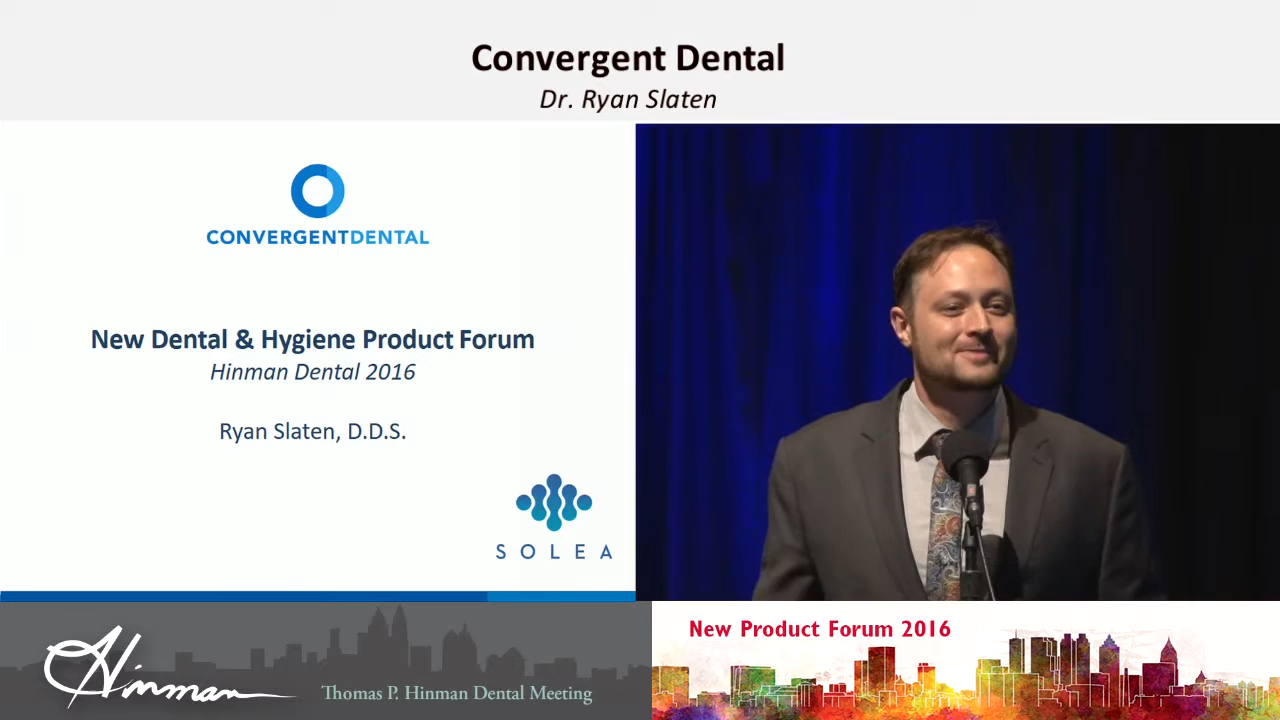 Convergent Dental
Dr. Ryan Slaten
CONVERGENTDENTAL
New Dental & Hygiene Product Forum
Hinman Dental 2016
Ryan Slaten, D.D.S.
SOLEA
Hinman
Thomas P. Hinman Dental Meeting
New Product Forum 2016